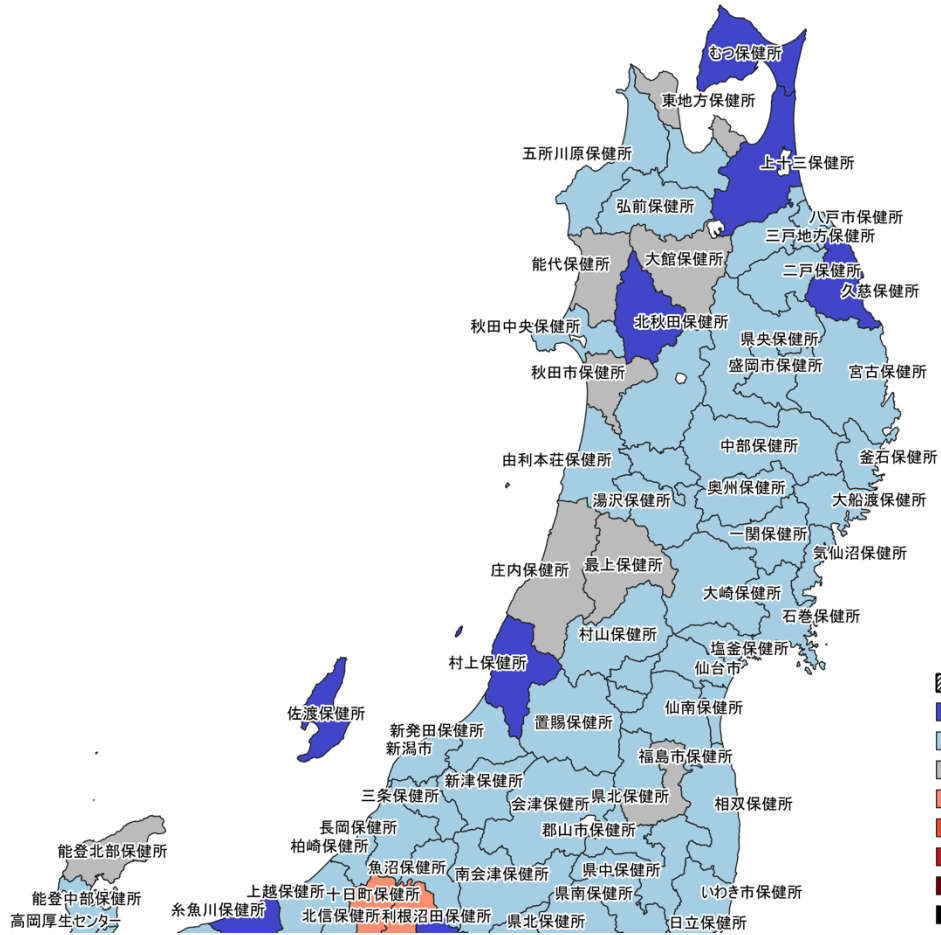 むつ保健所
東地方保健所
五所川原保健所
上十三保健所
弘前保健所
八戸市保健所
三戸地方保健所
大館保健所
能代保健所
二戸保健所
久慈保健所
北秋田保健所
秋田中央保健所
県央保健所
盛岡市保健所
秋田市保健所
宮古保健所
中部保健所
釜石保健所
由利本荘保健所
奥州保健所
湯沢保健所
大船渡保健所
一関保健所
気仙沼保健所
最上保健所
庄内保健所
大崎保健所
石巻保健所
村山保健所
塩釜保健所
村上保健所
仙台市
仙南保健所
佐渡保健所
置賜保健所
新発田保健所
新潟市
福島市保健所
新津保健所
三条保健所
会津保健所
県北保健所
相双保健所
長岡保健所
郡山市保健所
柏崎保健所
能登北部保健所
魚沼保健所
南会津保健所
県中保健所
上越保健所
十日町保健所
県南保健所
いわき市保健所
能登中部保健所
糸魚川保健所
北信保健所
利根沼田保健所
県北保健所
日立保健所
高岡厚生センター